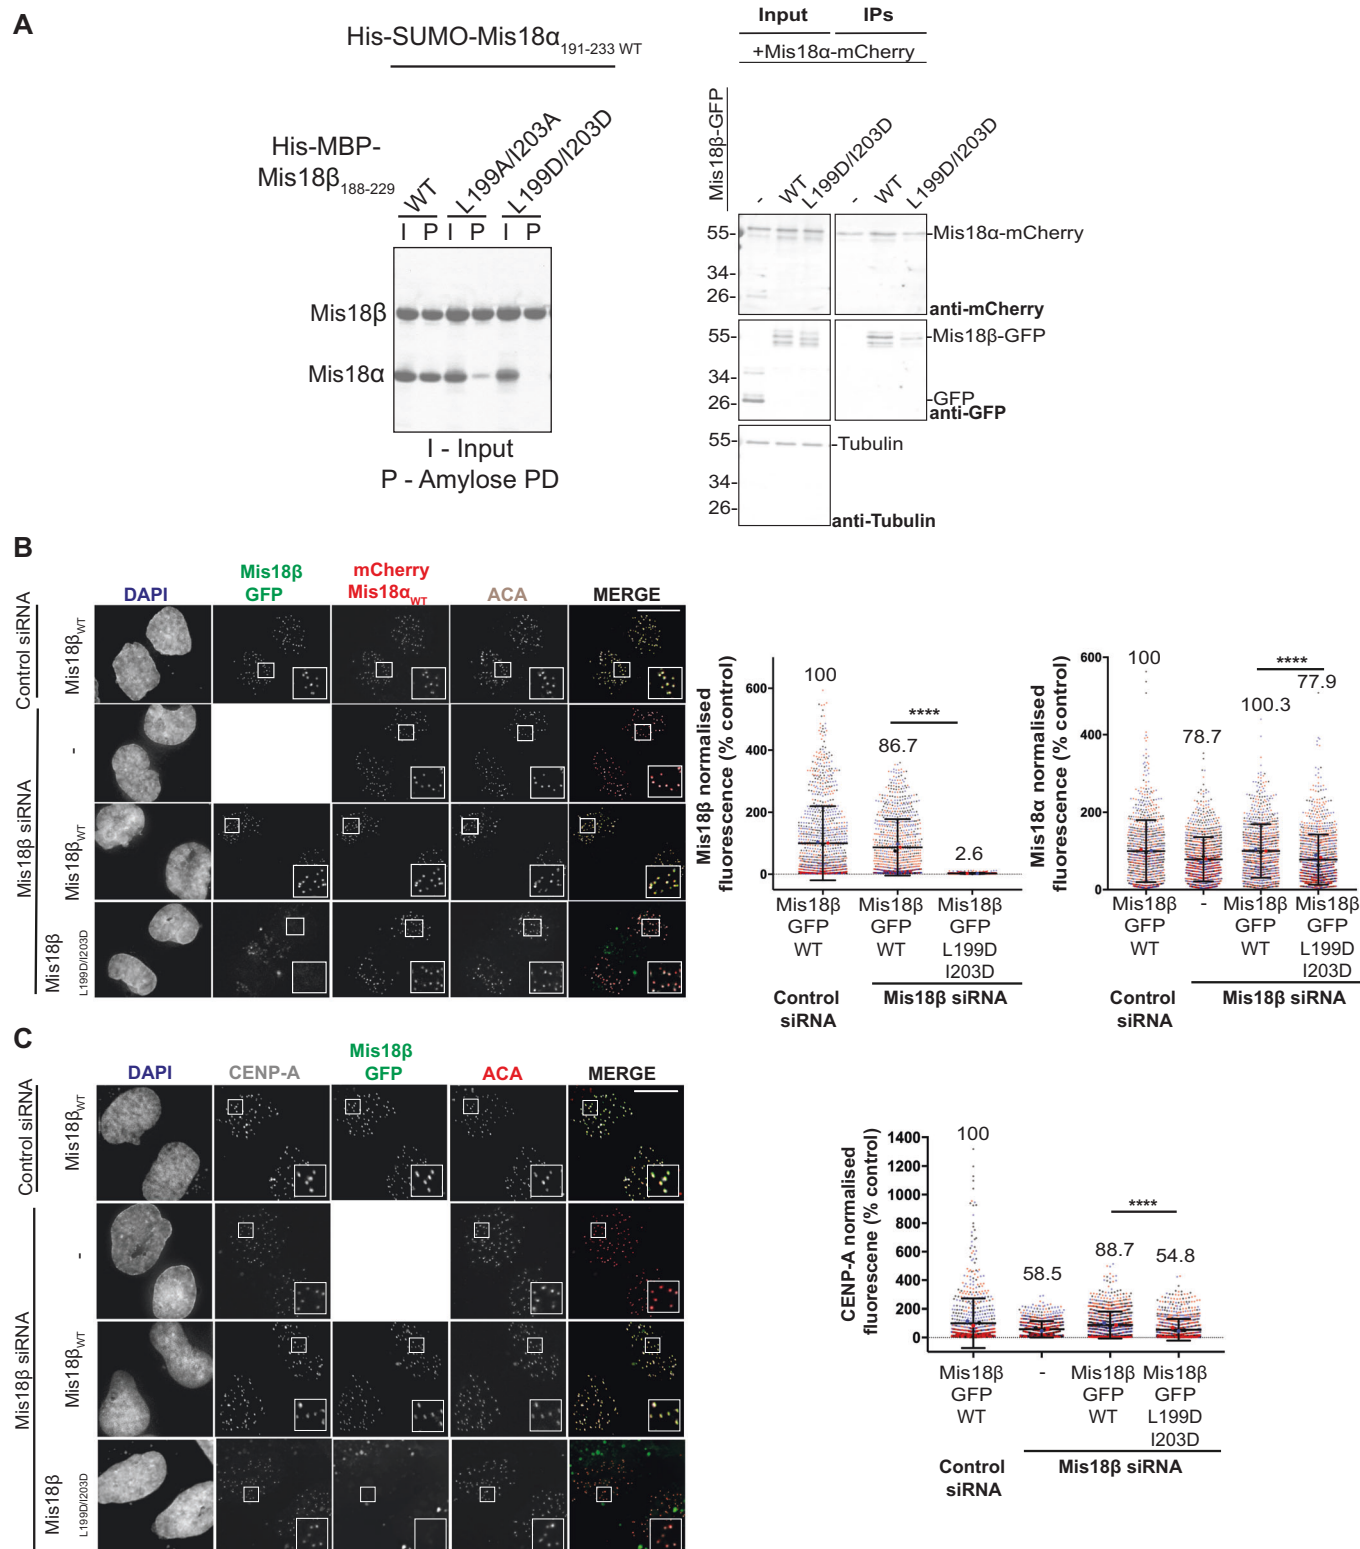 A
His-SUMO-Mis18α191-233 WT
His-MBP-
Mis18β188-229
WT
L199A/I203A
L199D/I203D
I P I P I P
Mis18β
Mis18α
I - Input
P - Amylose PD
Input IPs
+Mis18α-mCherry
Mis18β-GFP
- WT L199D/I203D - WT L199D/I203D
55- -Mis18α-mCherry
34-
26-
anti-mCherry
55- -Mis18β-GFP
34-
26- -GFP
anti-GFP
55- -Tubulin
34-
26-
anti-Tubulin
B
DAPI
Mis18β
GFP
mCherry
Mis18αWT
ACA
MERGE
Control siRNA
Mis18βWT
Mis18β siRNA
-
Mis18βWT
Mis18β
L199D/I203D
Mis18β normalised
fluorescence (% control)
600
400
200
0
100
86.7
2.6
****
Mis18β
GFP
WT
Mis18β
GFP
WT
Mis18β
GFP
L199D
I203D
Control
siRNA
Mis18β siRNA
Mis18α normalised
fluorescence (% control)
600
400
200
0
100
78.7
100.3
77.9
****
Mis18β
GFP
WT
-
Mis18β
GFP
WT
Mis18β
GFP
L199D
I203D
Control
siRNA
Mis18β siRNA
C
DAPI
CENP-A
Mis18β
GFP
ACA
MERGE
Control siRNA
Mis18βWT
Mis18β siRNA
-
Mis18βWT
Mis18β
L199D/I203D
CENP-A normalised
fluorescene (% control)
1400
1200
1000
800
600
400
200
0
100
58.5
88.7
54.8
****
Mis18β
GFP
WT
-
Mis18β
GFP
WT
Mis18β
GFP
L199D
I203D
Control
siRNA
Mis18β siRNA